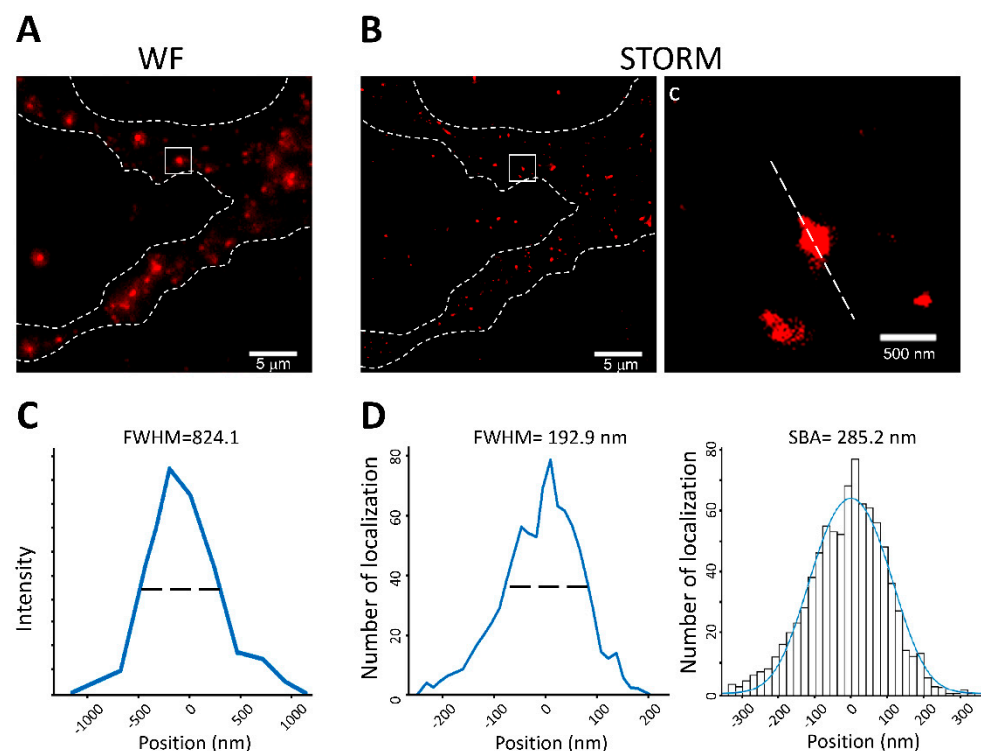 A
WF
B
STORM
c
5 µm
5 µm
500 nm
C
FWHM=824.1
Intensity
-1000
-500
0
500
1000
Position (nm)
D
FWHM= 192.9 nm
Number of localization
0
20
40
60
80
-200
-100
0
100
200
Position (nm)
SBA= 285.2 nm
Number of localization
0
20
40
60
80
-300
-200
-100
0
100
200
300
Position (nm)